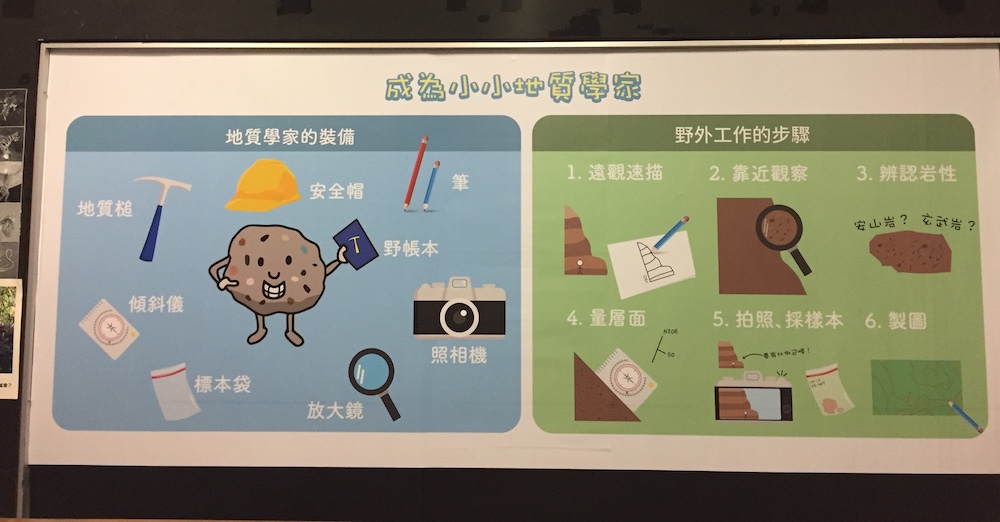 成為小小地質學家
地質學家的裝備
地質槌
安全帽
筆
野帳本
傾斜儀
照相機
標本袋
放大鏡
野外工作的步驟
1. 遠觀速描
2. 靠近觀察
3. 辨認岩性
安山岩？ 玄武岩？
4. 量層面
N20E
50
5. 拍照、採樣本
6. 製圖